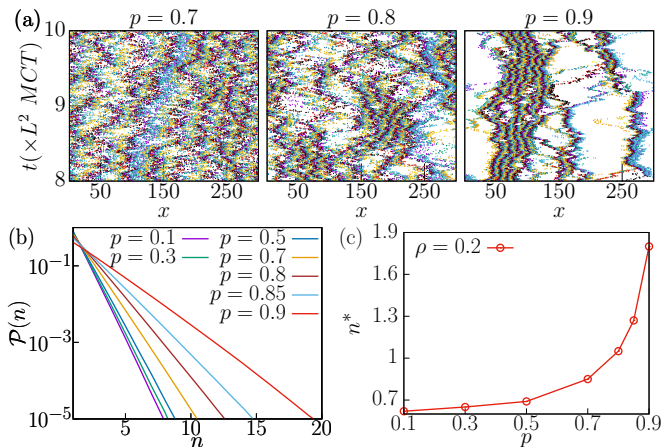 (a) p = 0.7 p = 0.8 p = 0.9
t(×L² MCT)
10
9
8
50 150 250 50 150 250 50 150 250
x x x
(b)
p = 0.1 p = 0.5
p = 0.3 p = 0.7
p = 0.8
p = 0.85
p = 0.9
P(n)
10⁻¹
10⁻³
10⁻⁵
5 10 15 20
n
(c)
ρ = 0.2
n*
1.9
1.6
1.3
1
0.7
0.1 0.3 0.5 0.7 0.9
p